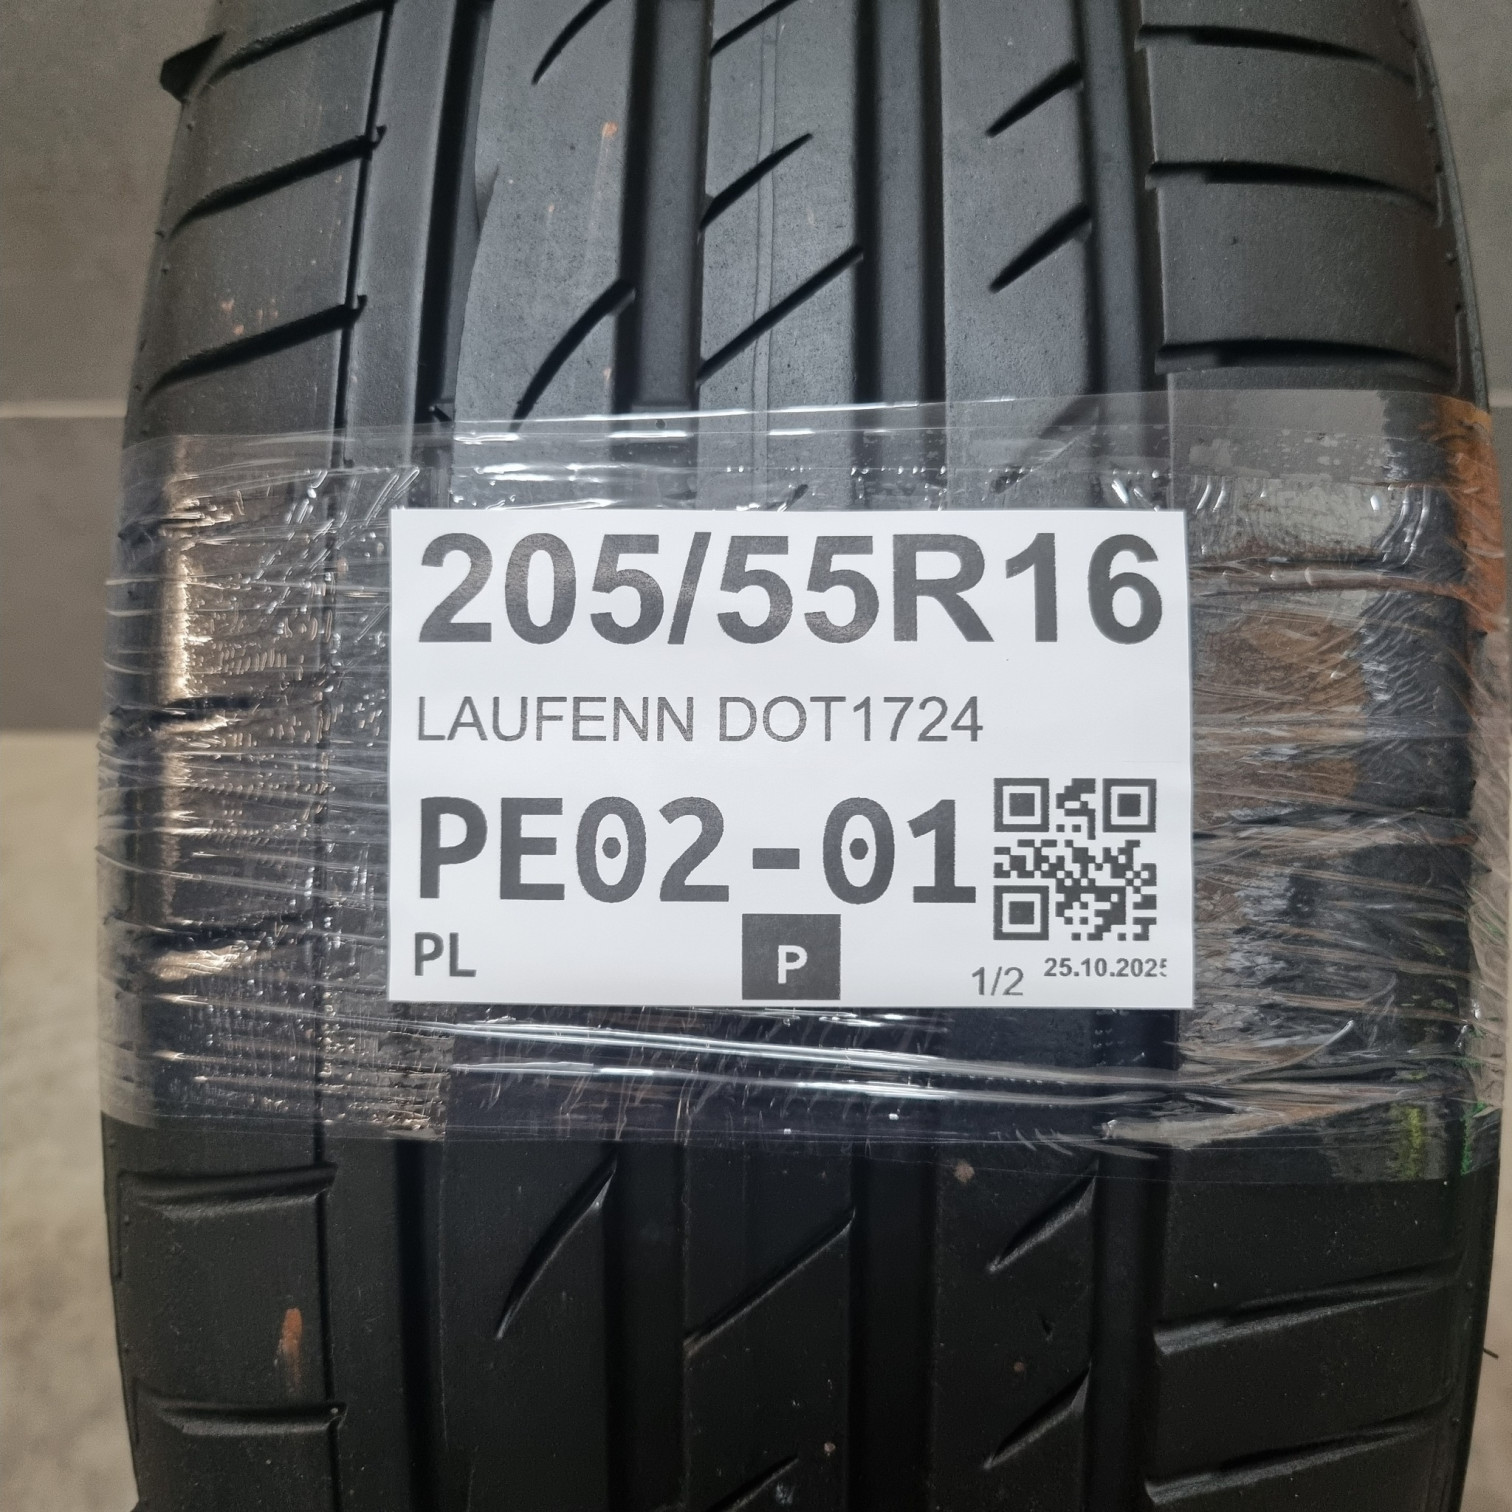 205/55R16
LAUFENN DOT1724
PE02-01
PL
P
1/2
25.10.2025